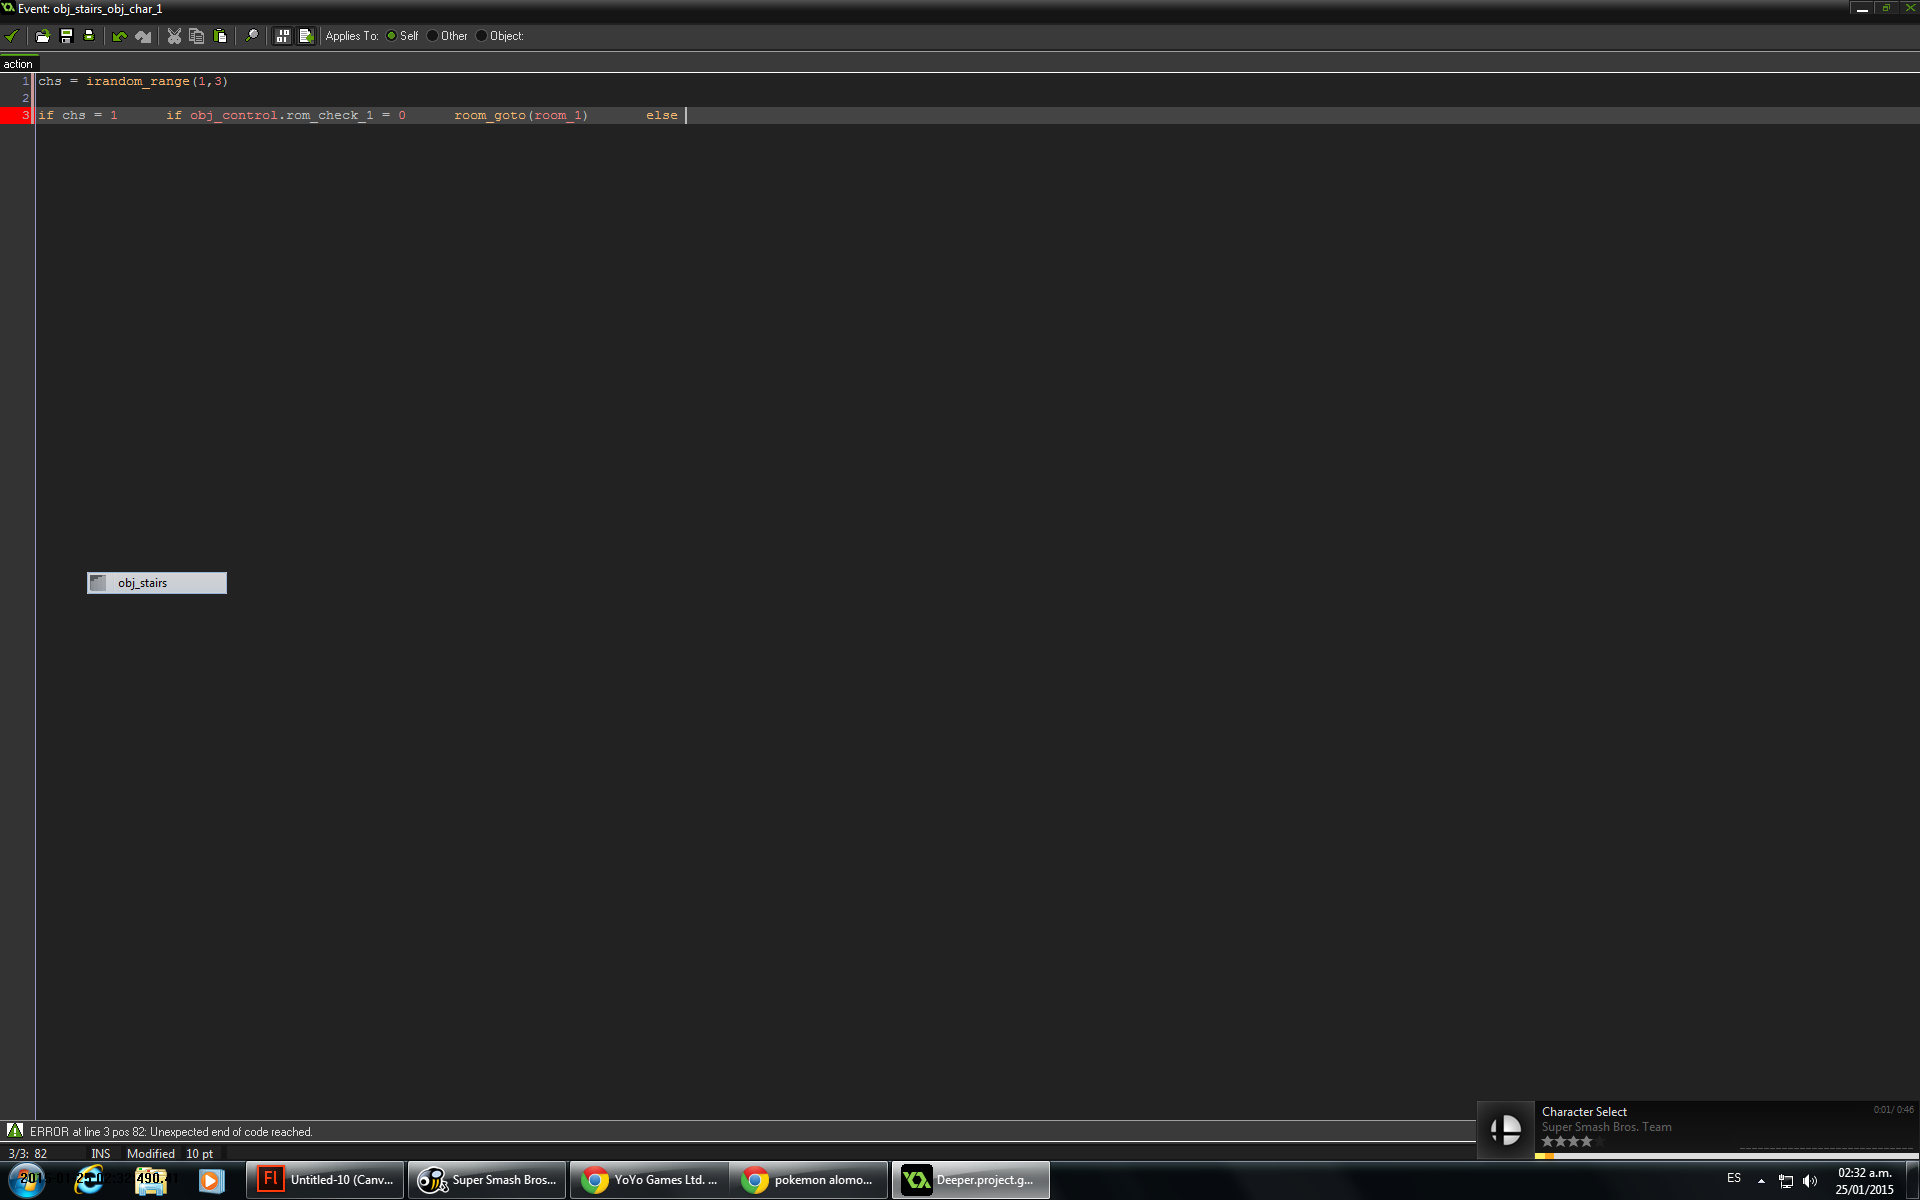 Event: obj_stairs_obj_char_1
Applies To: Self Other Object:
action
1 chs = irandom_range(1,3)
2
3 if chs = 1 if obj_control.rom_check_1 = 0 room_goto(room_1) else
obj_stairs
Character Select 0:01/ 0:46
Super Smash Bros. Team
ERROR at line 3 pos 82: Unexpected end of code reached.
3/3: 82 INS Modified 10 pt
Fl Untitled-10 (Canv... Super Smash Bros... YoYo Games Ltd. ... pokemon alomo... Deeper.project.g... ES 02:32 a.m.
25/01/2015